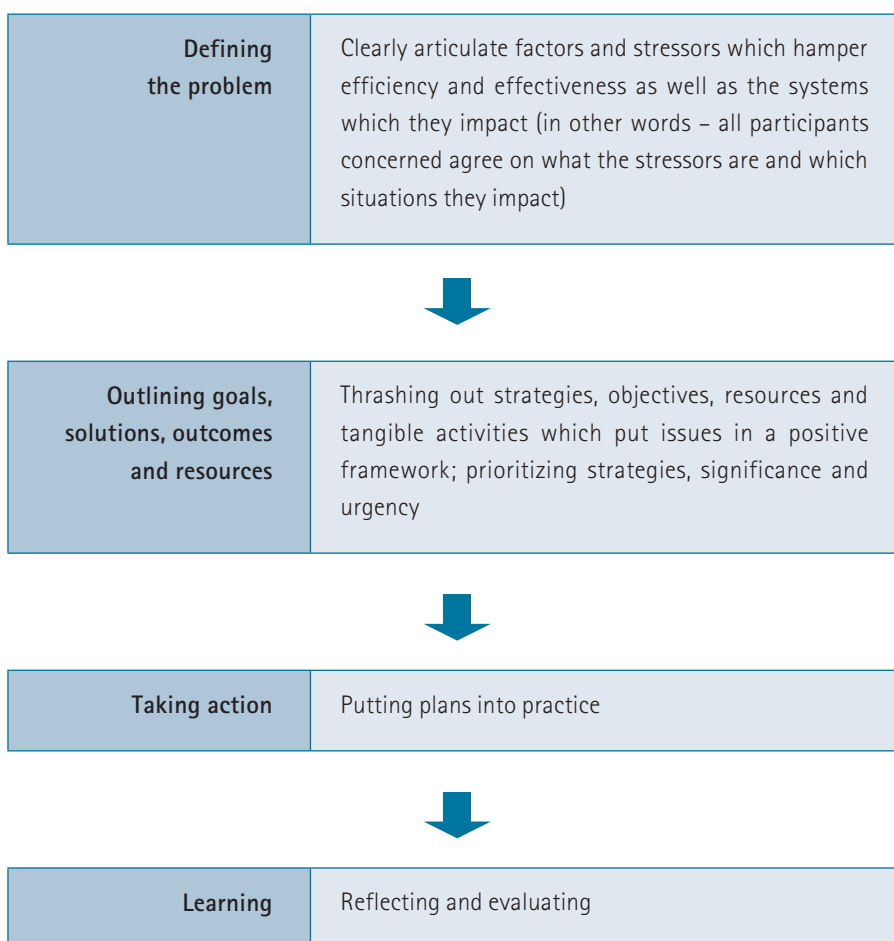 Defining
the problem
Clearly articulate factors and stressors which hamper
efficiency and effectiveness as well as the systems
which they impact (in other words – all participants
concerned agree on what the stressors are and which
situations they impact)
Outlining goals,
solutions, outcomes
and resources
Thrashing out strategies, objectives, resources and
tangible activities which put issues in a positive
framework; prioritizing strategies, significance and
urgency
Taking action
Putting plans into practice
Learning
Reflecting and evaluating